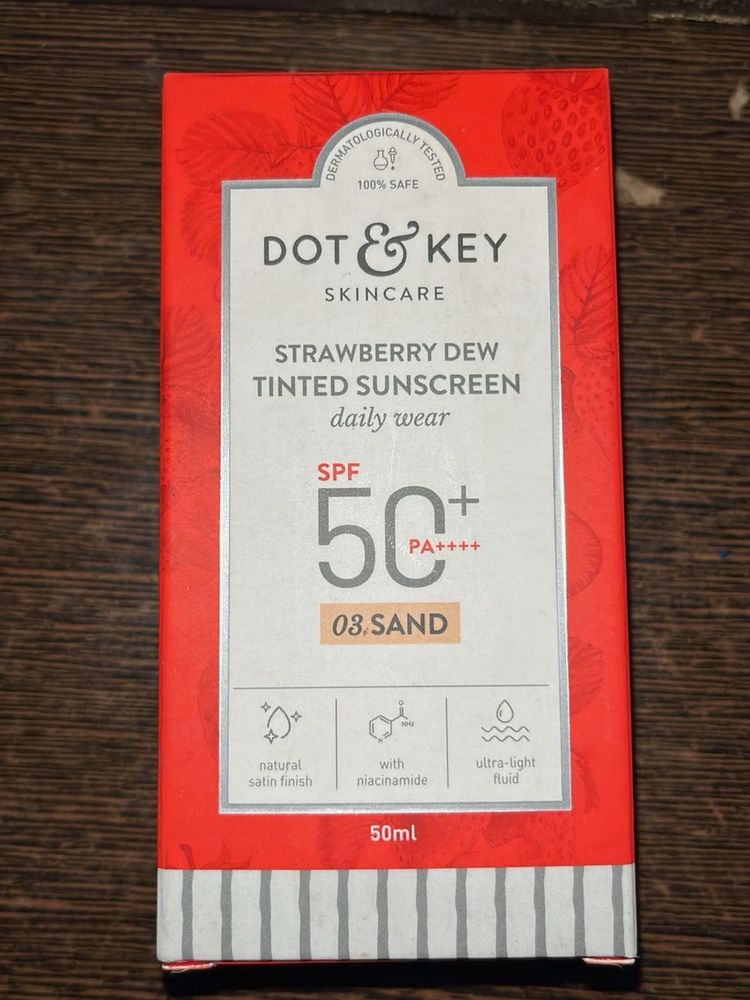 DERMATOLOGICALLY TESTED
100% SAFE
DOT & KEY
SKINCARE
STRAWBERRY DEW
TINTED SUNSCREEN
daily wear
SPF
50+
PA++++
03.SAND
natural
satin finish
O
NH2
N
with
niacinamide
ultra-light
fluid
50ml